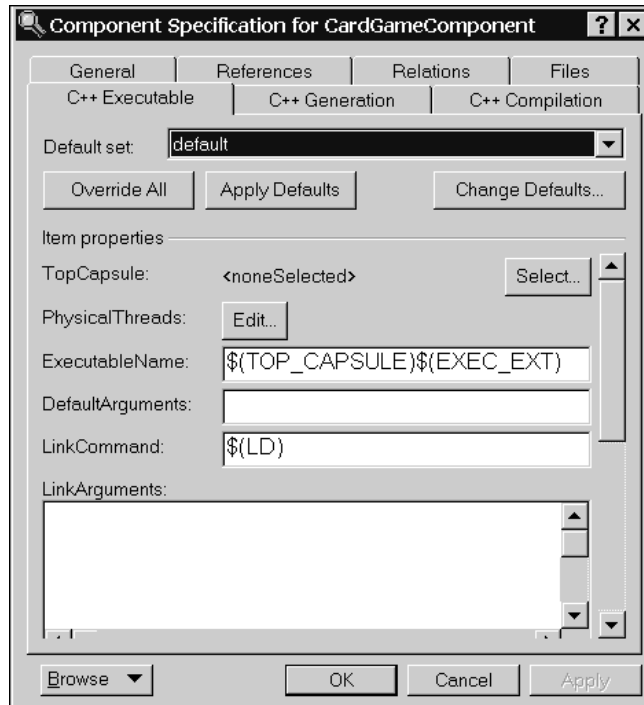 Component Specification for CardGameComponent ? ×
General References Relations Files
C++ Executable C++ Generation C++ Compilation
Default set: default
Override All Apply Defaults Change Defaults...
Item properties
TopCapsule: <noneSelected> Select...
PhysicalThreads: Edit...
ExecutableName: $(TOP_CAPSULE)$(EXEC_EXT)
DefaultArguments:
LinkCommand: $(LD)
LinkArguments:
Browse OK Cancel Apply